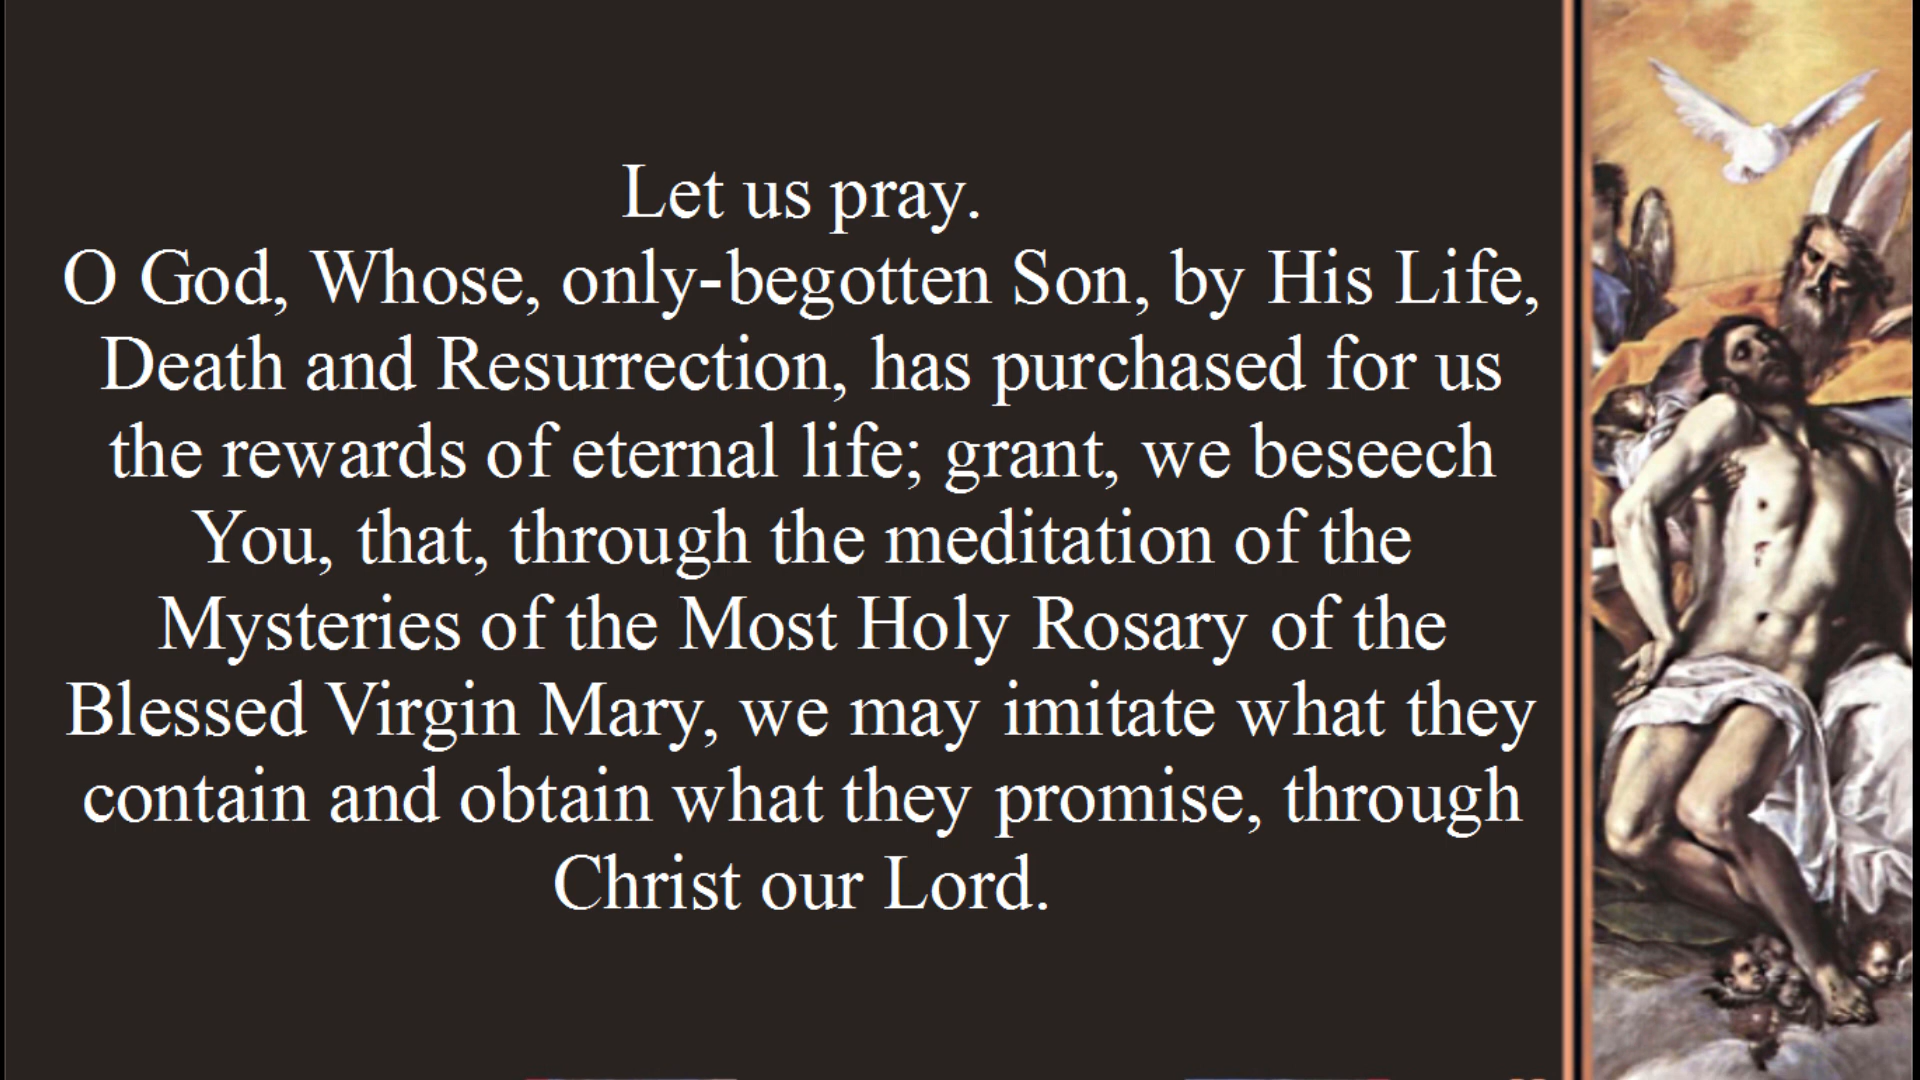 Let us pray.
O God, Whose, only-begotten Son, by His Life,
Death and Resurrection, has purchased for us
the rewards of eternal life; grant, we beseech
You, that, through the meditation of the
Mysteries of the Most Holy Rosary of the
Blessed Virgin Mary, we may imitate what they
contain and obtain what they promise, through
Christ our Lord.